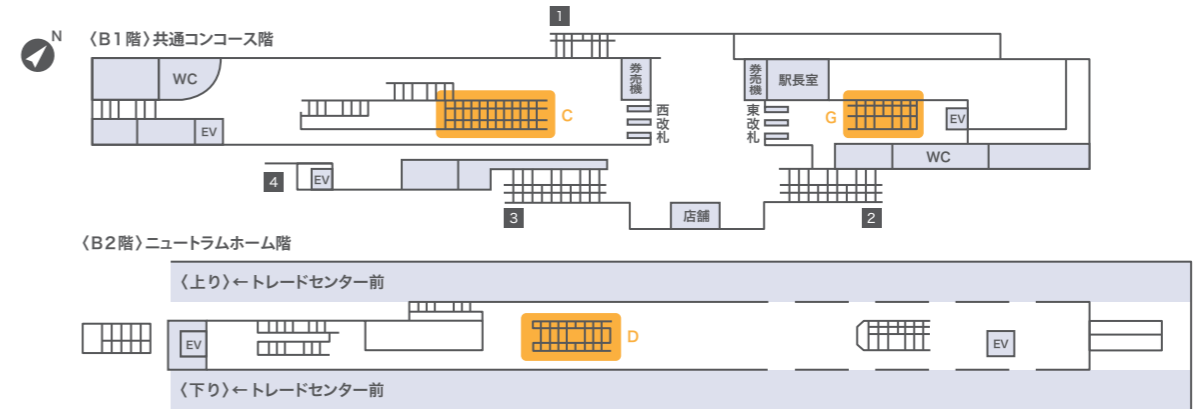 1
N
〈B1階〉共通コンコース階
WC
券売機
券売機
駅長室
C
西改札
東改札
G
EV
EV
WC
4
EV
3
店舗
2
〈B2階〉ニュートラムホーム階
〈上り〉←トレードセンター前
EV
D
EV
〈下り〉←トレードセンター前